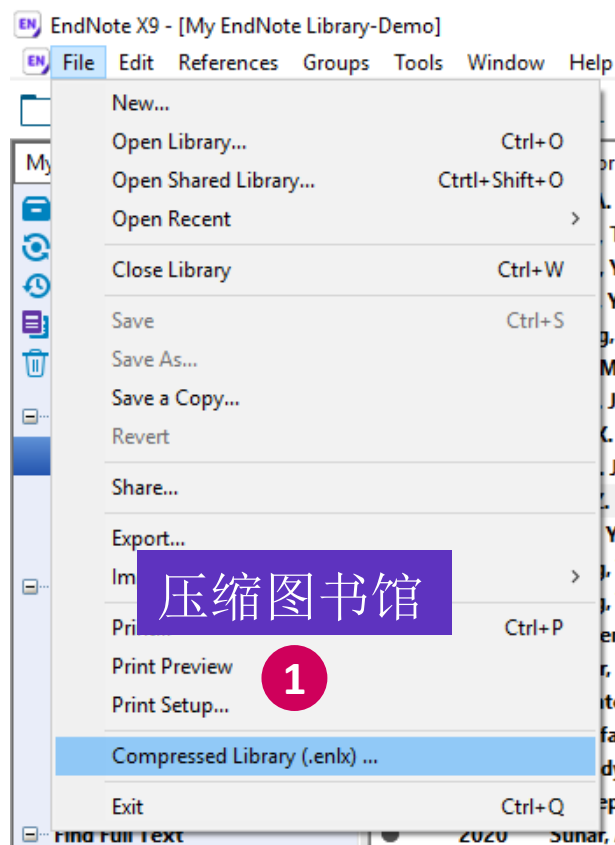 EndNote X9 - [My EndNote Library-Demo]
File Edit References Groups Tools Window Help
New...
Open Library... Ctrl+O
Open Shared Library... Ctrtl+Shift+O
Open Recent
Close Library Ctrl+W
Save Ctrl+S
Save As...
Save a Copy...
Revert
Share...
Export...
压缩图书馆
Ctrl+P
Print Preview
1
Print Setup...
Compressed Library (.enlx) ...
Exit Ctrl+Q
Find Full Text
2020 Sunar,